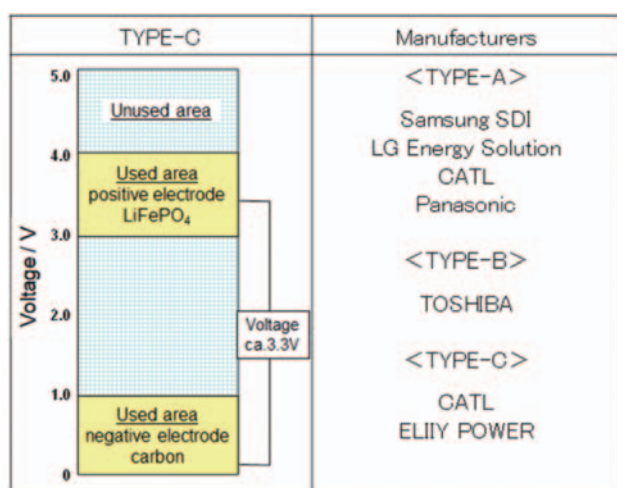 TYPE-C
Manufacturers
Voltage / V
5.0
4.0
3.0
2.0
1.0
0
Unused area
Used area
positive electrode
LiFePO₄
Voltage
ca.3.3V
Used area
negative electrode
carbon
<TYPE-A>
Samsung SDI
LG Energy Solution
CATL
Panasonic
<TYPE-B>
TOSHIBA
<TYPE-C>
CATL
ELIIY POWER